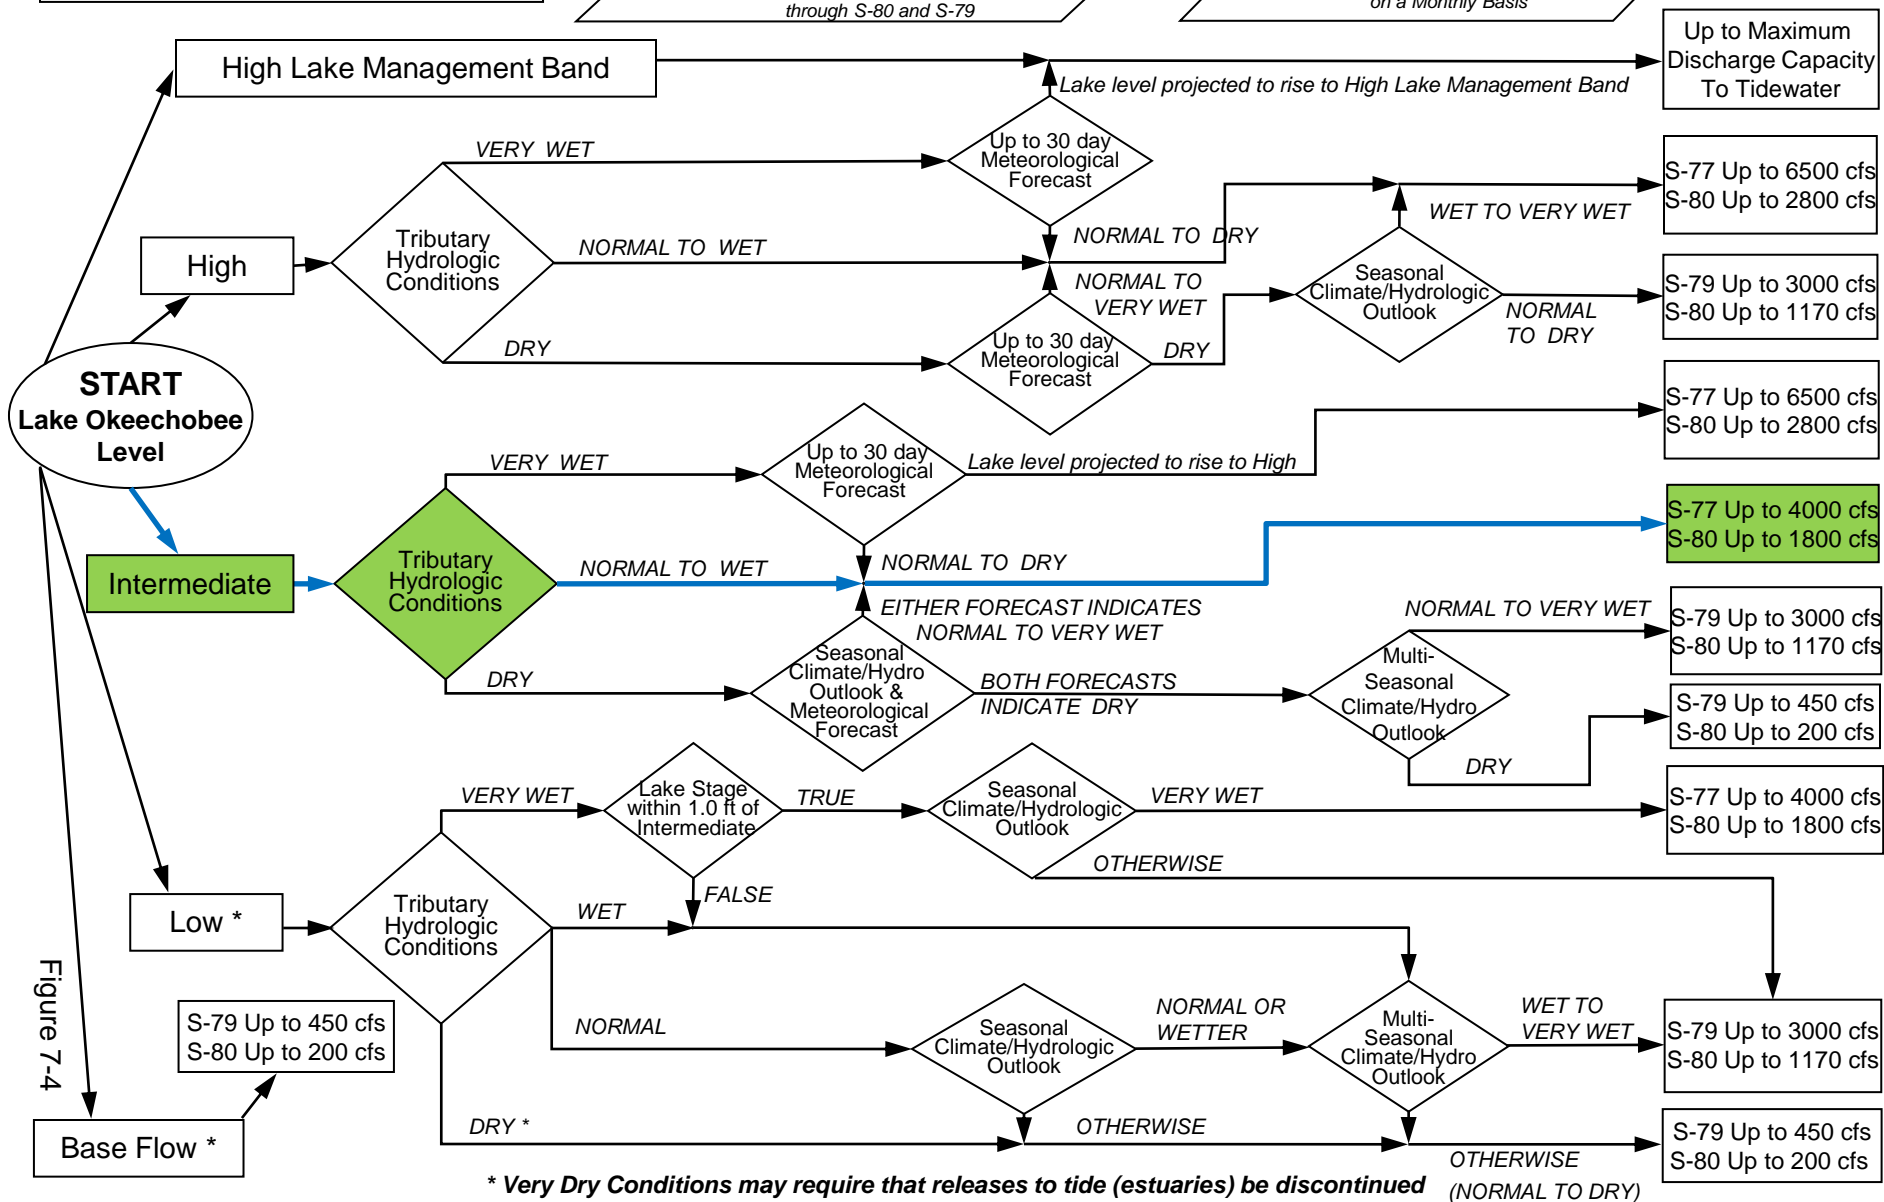 through S-80 and S-79
on a Monthly Basis
High Lake Management Band
Lake level projected to rise to High Lake Management Band
Up to Maximum
Discharge Capacity
To Tidewater
VERY WET
Up to 30 day
Meteorological
Forecast
S-77 Up to 6500 cfs
S-80 Up to 2800 cfs
WET TO VERY WET
High
Tributary
Hydrologic
Conditions
NORMAL TO WET
NORMAL TO DRY
NORMAL TO
VERY WET
Seasonal
Climate/Hydrologic
Outlook
NORMAL
TO DRY
S-79 Up to 3000 cfs
S-80 Up to 1170 cfs
DRY
Up to 30 day
Meteorological
Forecast
DRY
START
Lake Okeechobee
Level
S-77 Up to 6500 cfs
S-80 Up to 2800 cfs
VERY WET
Up to 30 day
Meteorological
Forecast
Lake level projected to rise to High
Intermediate
Tributary
Hydrologic
Conditions
NORMAL TO WET
NORMAL TO DRY
S-77 Up to 4000 cfs
S-80 Up to 1800 cfs
EITHER FORECAST INDICATES
NORMAL TO VERY WET
NORMAL TO VERY WET
S-79 Up to 3000 cfs
S-80 Up to 1170 cfs
DRY
Seasonal
Climate/Hydro
Outlook &
Meteorological
Forecast
BOTH FORECASTS
INDICATE DRY
Multi-
Seasonal
Climate/Hydro
Outlook
DRY
S-79 Up to 450 cfs
S-80 Up to 200 cfs
VERY WET
Lake Stage
within 1.0 ft of
Intermediate
TRUE
FALSE
Seasonal
Climate/Hydrologic
Outlook
VERY WET
OTHERWISE
S-77 Up to 4000 cfs
S-80 Up to 1800 cfs
Low *
Tributary
Hydrologic
Conditions
WET
NORMAL
Seasonal
Climate/Hydrologic
Outlook
NORMAL OR
WETTER
Multi-
Seasonal
Climate/Hydro
Outlook
WET TO
VERY WET
S-79 Up to 3000 cfs
S-80 Up to 1170 cfs
Figure 7-4
S-79 Up to 450 cfs
S-80 Up to 200 cfs
Base Flow *
DRY *
OTHERWISE
OTHERWISE
(NORMAL TO DRY)
S-79 Up to 450 cfs
S-80 Up to 200 cfs
* Very Dry Conditions may require that releases to tide (estuaries) be discontinued